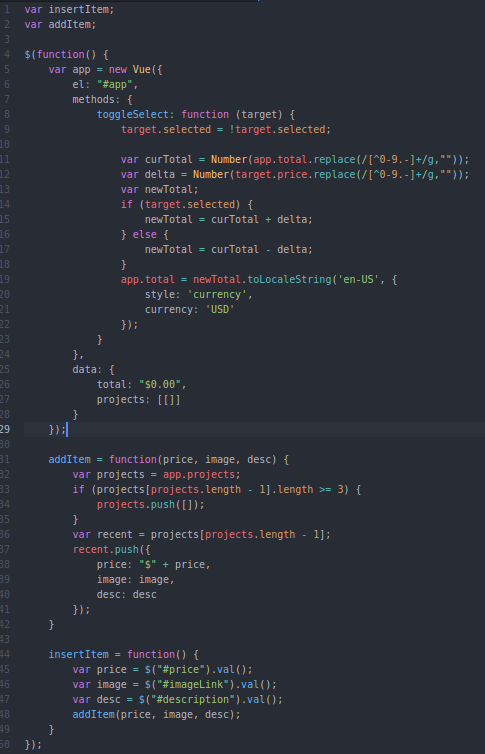 1 var insertItem;
2 var addItem;
3
4 $(function() {
5     var app = new Vue({
6         el: "#app",
7         methods: {
8             toggleSelect: function (target) {
9                 target.selected = !target.selected;
10
11                 var curTotal = Number(app.total.replace(/[^0-9.-]+/g,""));
12                 var delta = Number(target.price.replace(/[^0-9.-]+/g,""));
13                 var newTotal;
14                 if (target.selected) {
15                     newTotal = curTotal + delta;
16                 } else {
17                     newTotal = curTotal - delta;
18                 }
19                 app.total = newTotal.toLocaleString('en-US', {
20                     style: 'currency',
21                     currency: 'USD'
22                 });
23             }
24         },
25         data: {
26             total: "$0.00",
27             projects: [[]]
28         }
29     });
30
31     addItem = function(price, image, desc) {
32         var projects = app.projects;
33         if (projects[projects.length - 1].length >= 3) {
34             projects.push([]);
35         }
36         var recent = projects[projects.length - 1];
37         recent.push({
38             price: "$" + price,
39             image: image,
40             desc: desc
41         });
42     }
43
44     insertItem = function() {
45         var price = $("#price").val();
46         var image = $("#imageLink").val();
47         var desc = $("#description").val();
48         addItem(price, image, desc);
49     }
50 });